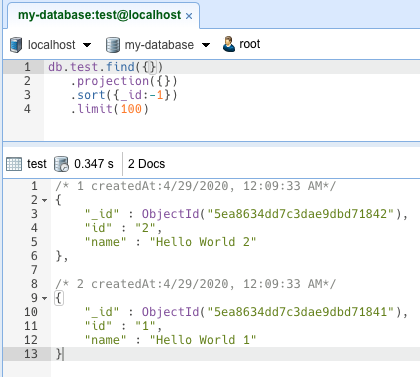 my-database:test@localhost ×
localhost my-database root
1 db.test.find({})
2 .projection({})
3 .sort({_id:-1})
4 .limit(100)
test 0.347 s 2 Docs
1 /* 1 createdAt:4/29/2020, 12:09:33 AM*/
2 {
3 "_id" : ObjectId("5ea8634dd7c3dae9dbd71842"),
4 "id" : "2",
5 "name" : "Hello World 2"
6 },
7
8 /* 2 createdAt:4/29/2020, 12:09:33 AM*/
9 {
10 "_id" : ObjectId("5ea8634dd7c3dae9dbd71841"),
11 "id" : "1",
12 "name" : "Hello World 1"
13 }